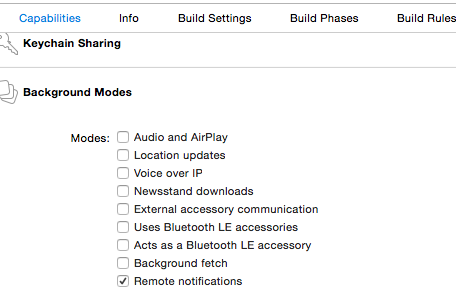 Capabilities Info Build Settings Build Phases Build Rules
Keychain Sharing
Background Modes
Modes: Audio and AirPlay
Location updates
Voice over IP
Newsstand downloads
External accessory communication
Uses Bluetooth LE accessories
Acts as a Bluetooth LE accessory
Background fetch
Remote notifications